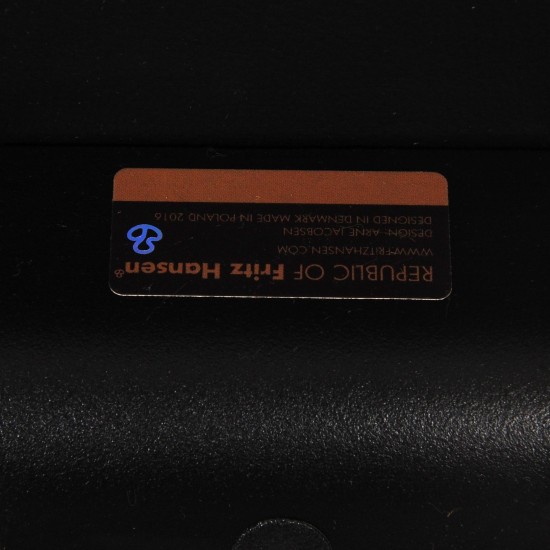 REPUBLIC OF Fritz Hansen
WWW.FRITZHANSEN.COM
DESIGN: ARNE JACOBSEN
DESIGNED IN DENMARK MADE IN POLAND 2016